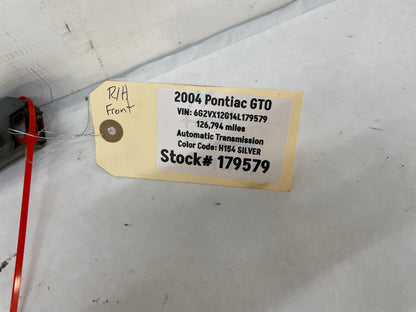 R/H
Front
2004 Pontiac GTO
VIN: 6G2VX12G14L179579
126,794 miles
Automatic Transmission
Color Code: H154 SILVER
Stock# 179579